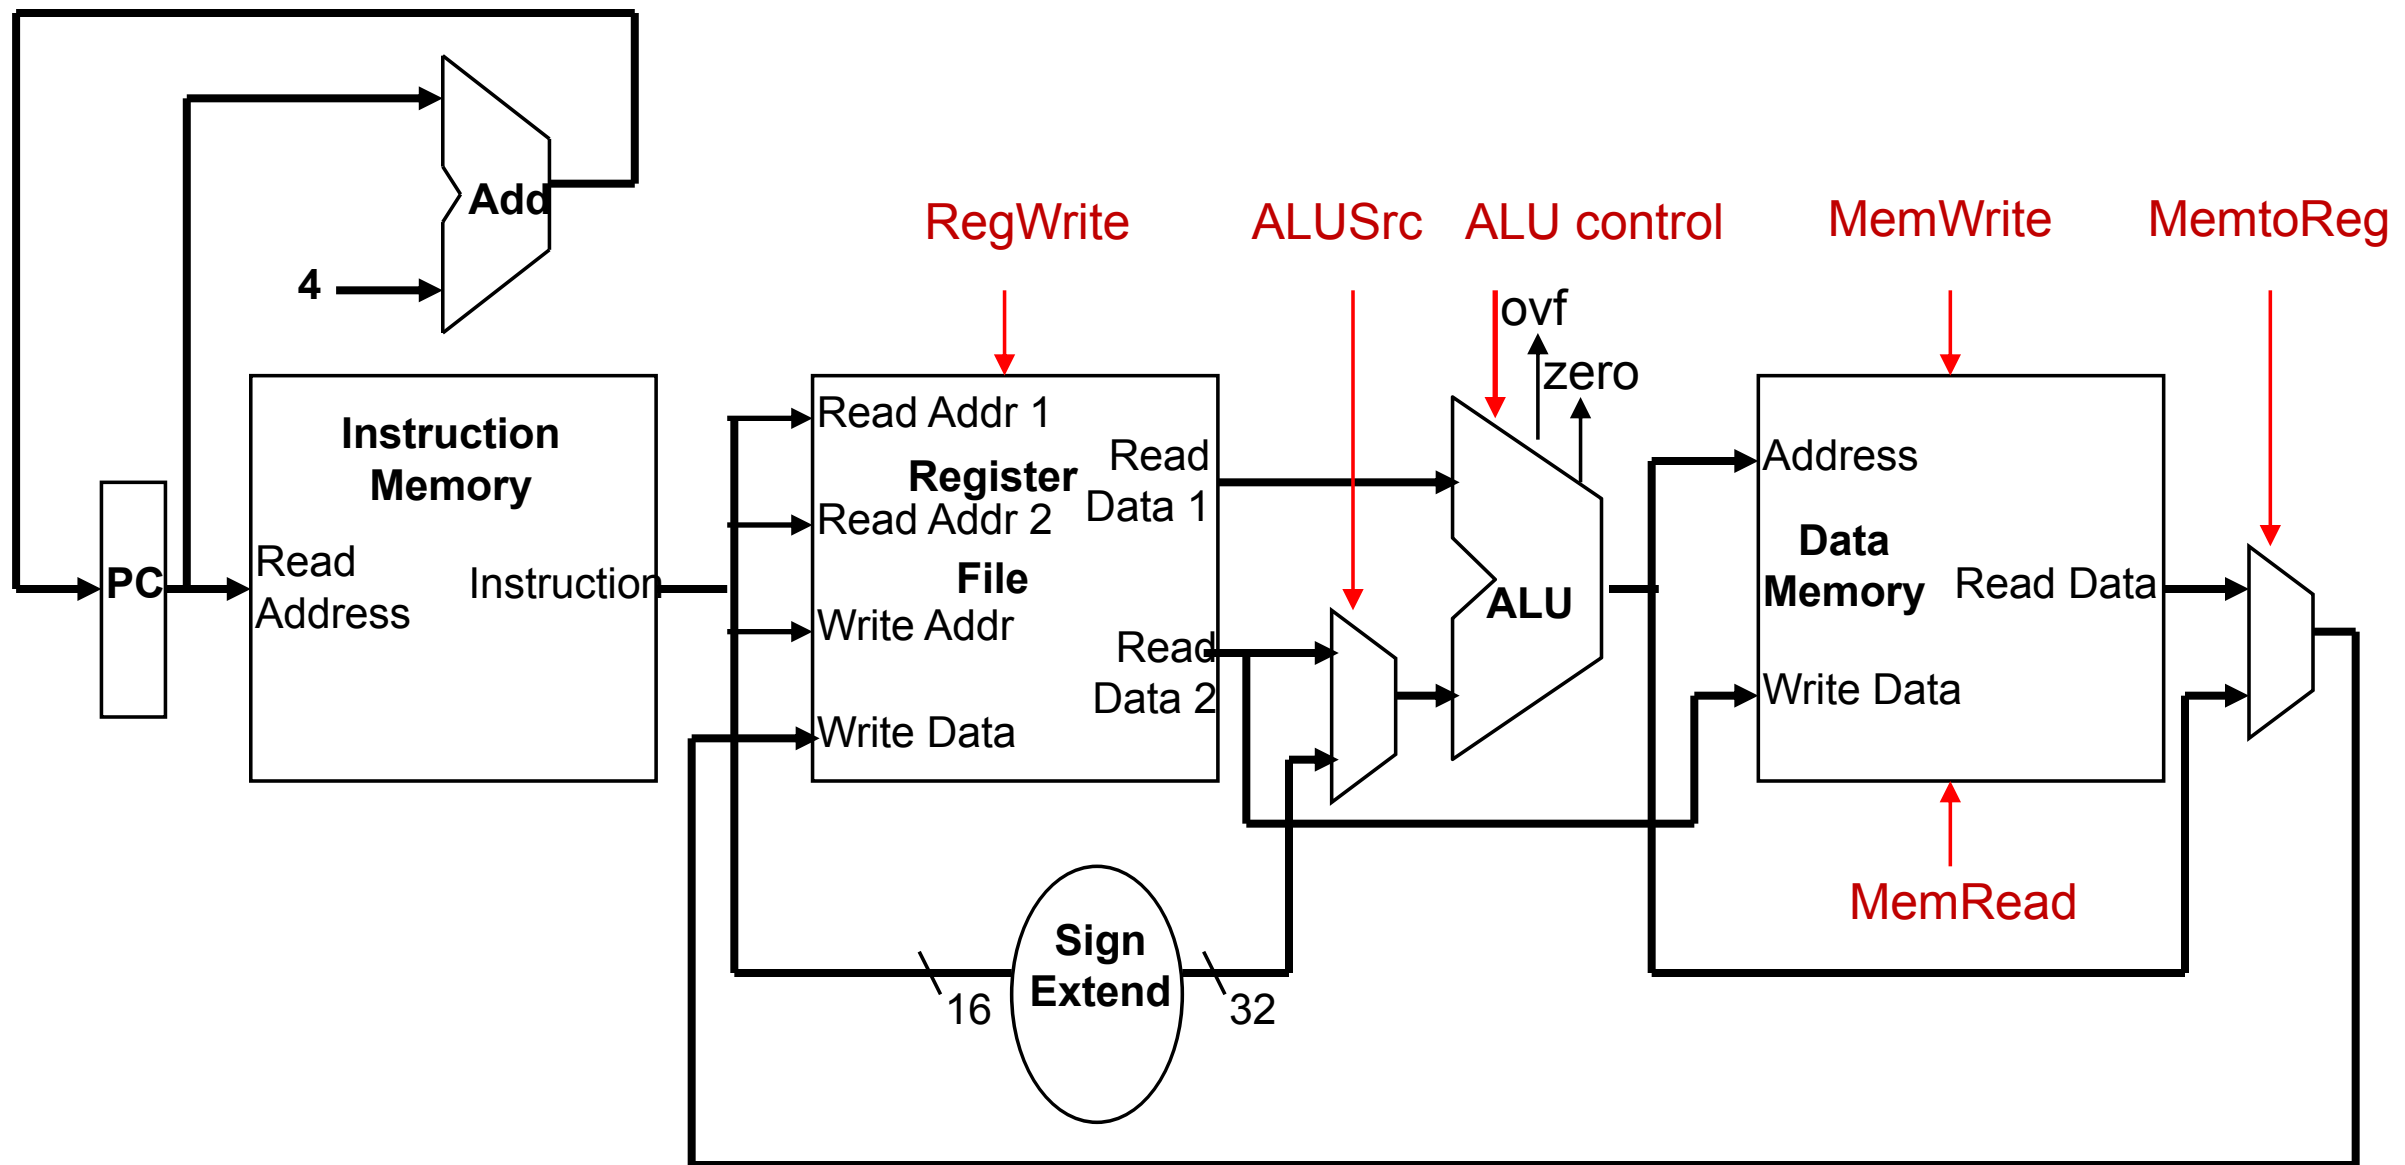 Add
4
RegWrite
ALUSrc
ALU control
MemWrite
MemtoReg
ovf
zero
Instruction
Memory
Read
Address
Instruction
PC
Read Addr 1
Register
Read Addr 2
File
Write Addr
Write Data
Read
Data 1
Read
Data 2
ALU
Address
Data
Memory
Read Data
Write Data
MemRead
Sign
Extend
16
32